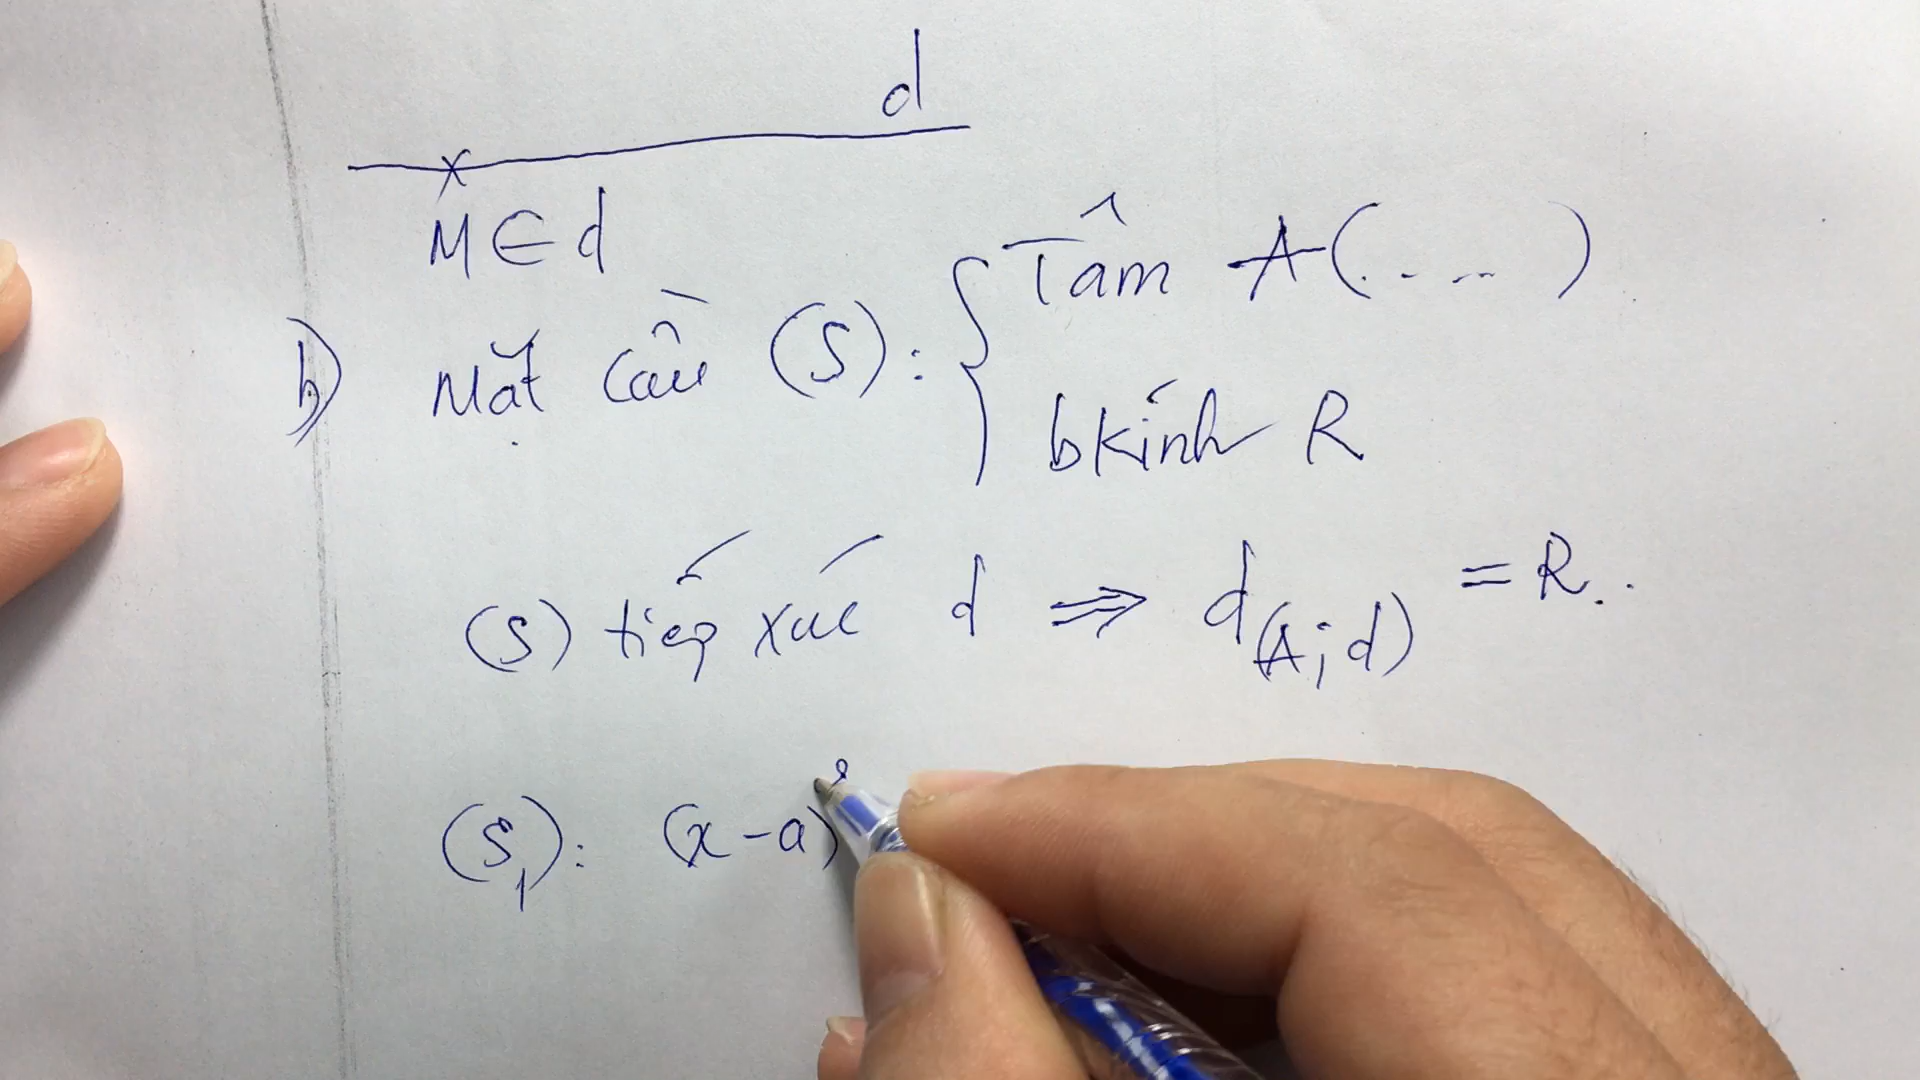 d
x
M ∈ d
b) Mặt cầu (S): { Tâm A(. . . .)
bkính R
(S) tiếp xúc d ⇒ d(A;d) = R.
(S1): (x - a)²